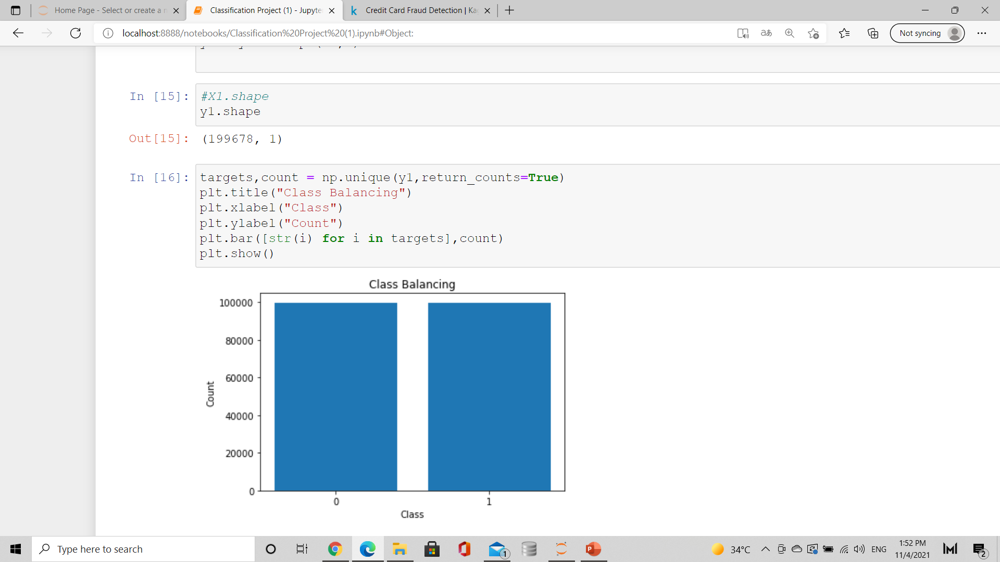 Home Page - Select or create a n
Classification Project (1) - Jupyte
Credit Card Fraud Detection | Ka
localhost:8888/notebooks/Classification%20Project%20(1).ipynb#Object:
Not syncing
In [15]:
#X1.shape
y1.shape
Out[15]: (199678, 1)
In [16]:
targets,count = np.unique(y1,return_counts=True)
plt.title("Class Balancing")
plt.xlabel("Class")
plt.ylabel("Count")
plt.bar([str(i) for i in targets],count)
plt.show()
Class Balancing
100000
80000
60000
40000
20000
0
Count
0 1
Class
Type here to search
1
34°C
ENG
1:52 PM
11/4/2021
2